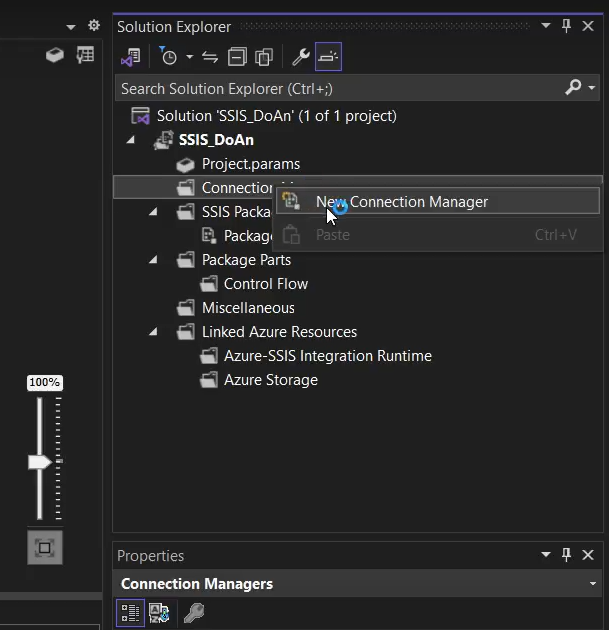 Solution Explorer
Search Solution Explorer (Ctrl+;)
Solution 'SSIS_DoAn' (1 of 1 project)
SSIS_DoAn
Project.params
Connection
New Connection Manager
SSIS Packa
Paste Ctrl+V
Package
Package Parts
Control Flow
Miscellaneous
Linked Azure Resources
Azure-SSIS Integration Runtime
Azure Storage
100%
Properties
Connection Managers